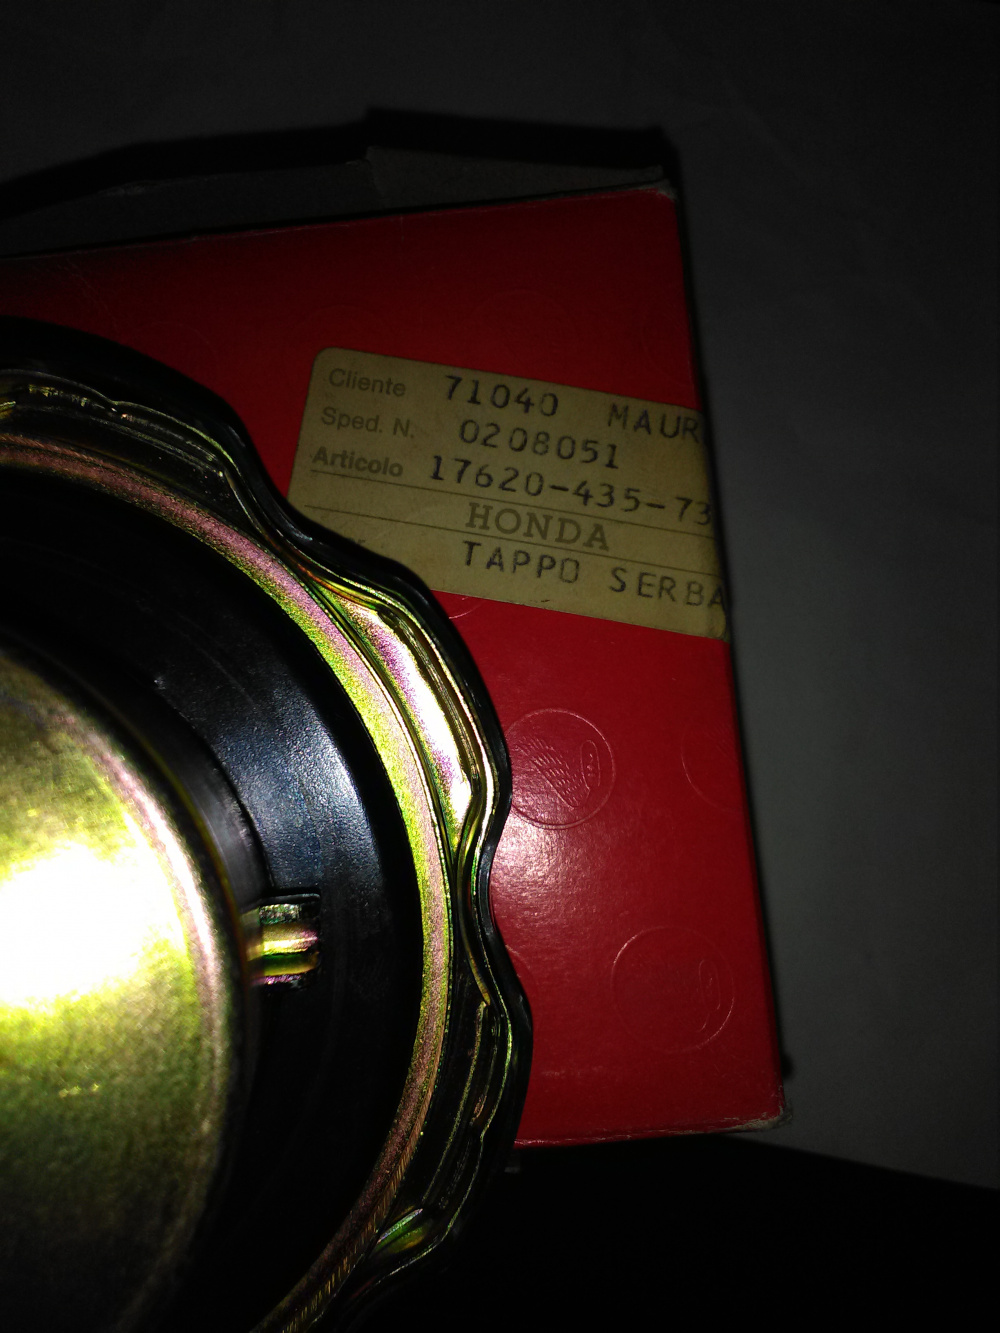 Cliente 71040 MAUR
Sped. N. 0208051
Articolo 17620-435-73
HONDA
TAPPO SERBA